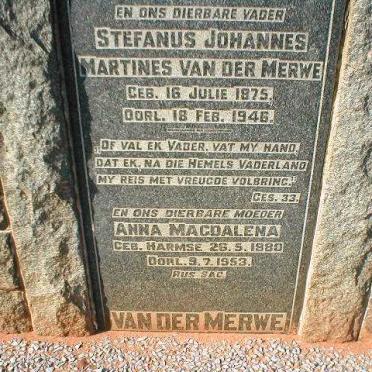 EN ONS DIERBARE VADER
STEFANUS JOHANNES
MARTINES VAN DER MERWE
GEB. 16 JULIE 1875.
OORL. 18 FEB. 1946.
OF VAL EK VADER, VAT MY HAND,
DAT EK, NA DIE HEMELS VADERLAND
MY REIS MET VREUGDE VOLBRING."
GES. 33.
EN ONS DIERBARE MOEDER
ANNA MAGDALENA
GEB. HARMSE 26.5.1880
OORL. 9.7.1953.
RUS SAG.
VAN DER MERWE